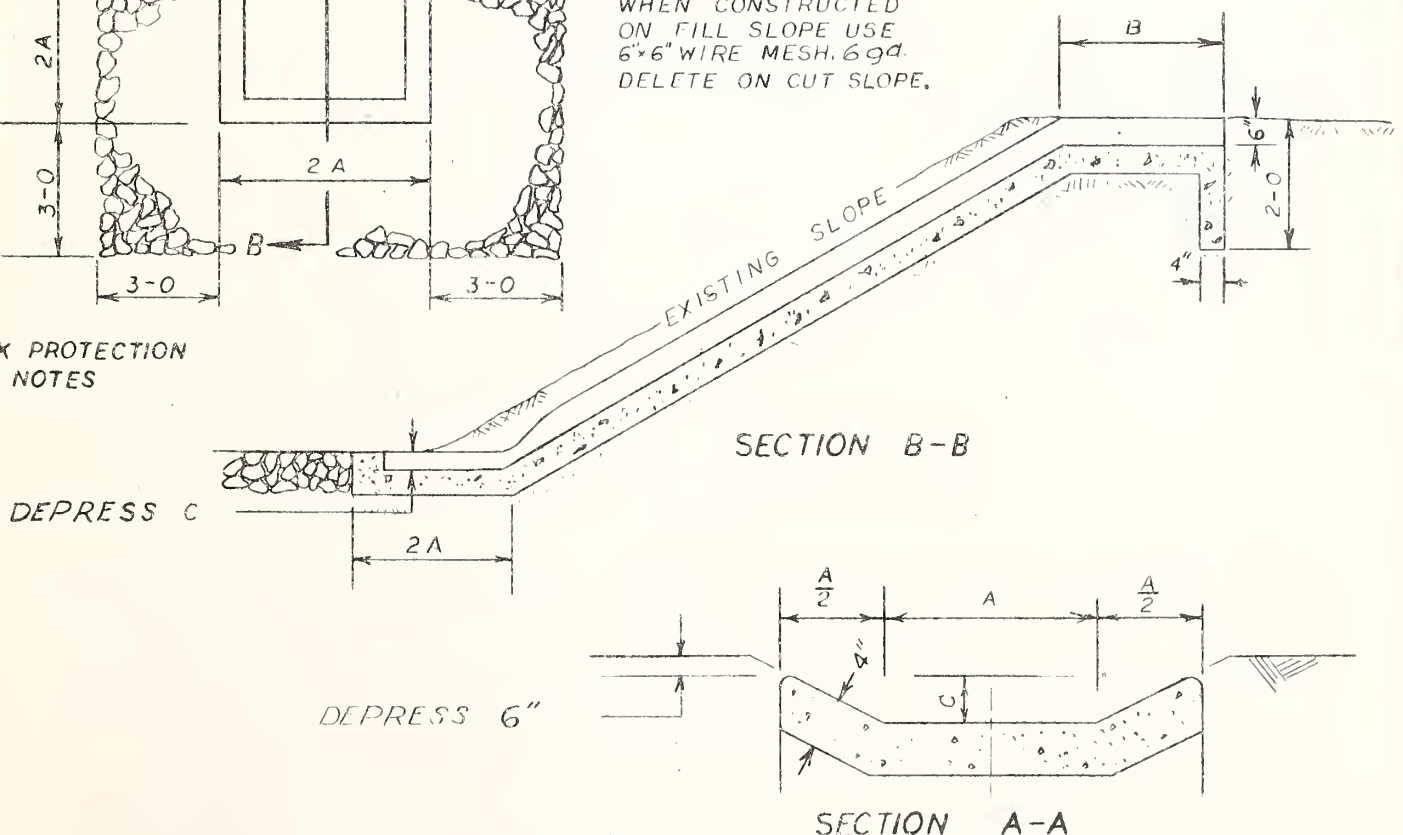 WHEN CONSTRUCTED
ON FILL SLOPE USE
6"x6" WIRE MESH. 6 ga.
DELETE ON CUT SLOPE.
2A
3-0
2A
B
3-0
3-0
PROTECTION
NOTES
B
6"
2-0
4"
EXISTING SLOPE
SECTION B-B
DEPRESS C
2A
A/2
A
A/2
4"
C
DEPRESS 6"
SECTION A-A